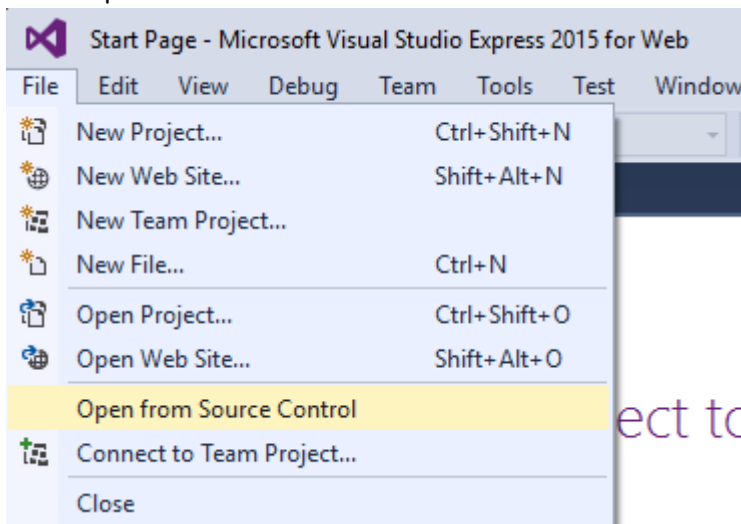 Start Page - Microsoft Visual Studio Express 2015 for Web
File Edit View Debug Team Tools Test Window
New Project... Ctrl+Shift+N
New Web Site... Shift+Alt+N
New Team Project...
New File... Ctrl+N
Open Project... Ctrl+Shift+O
Open Web Site... Shift+Alt+O
Open from Source Control
ect to
Connect to Team Project...
Close